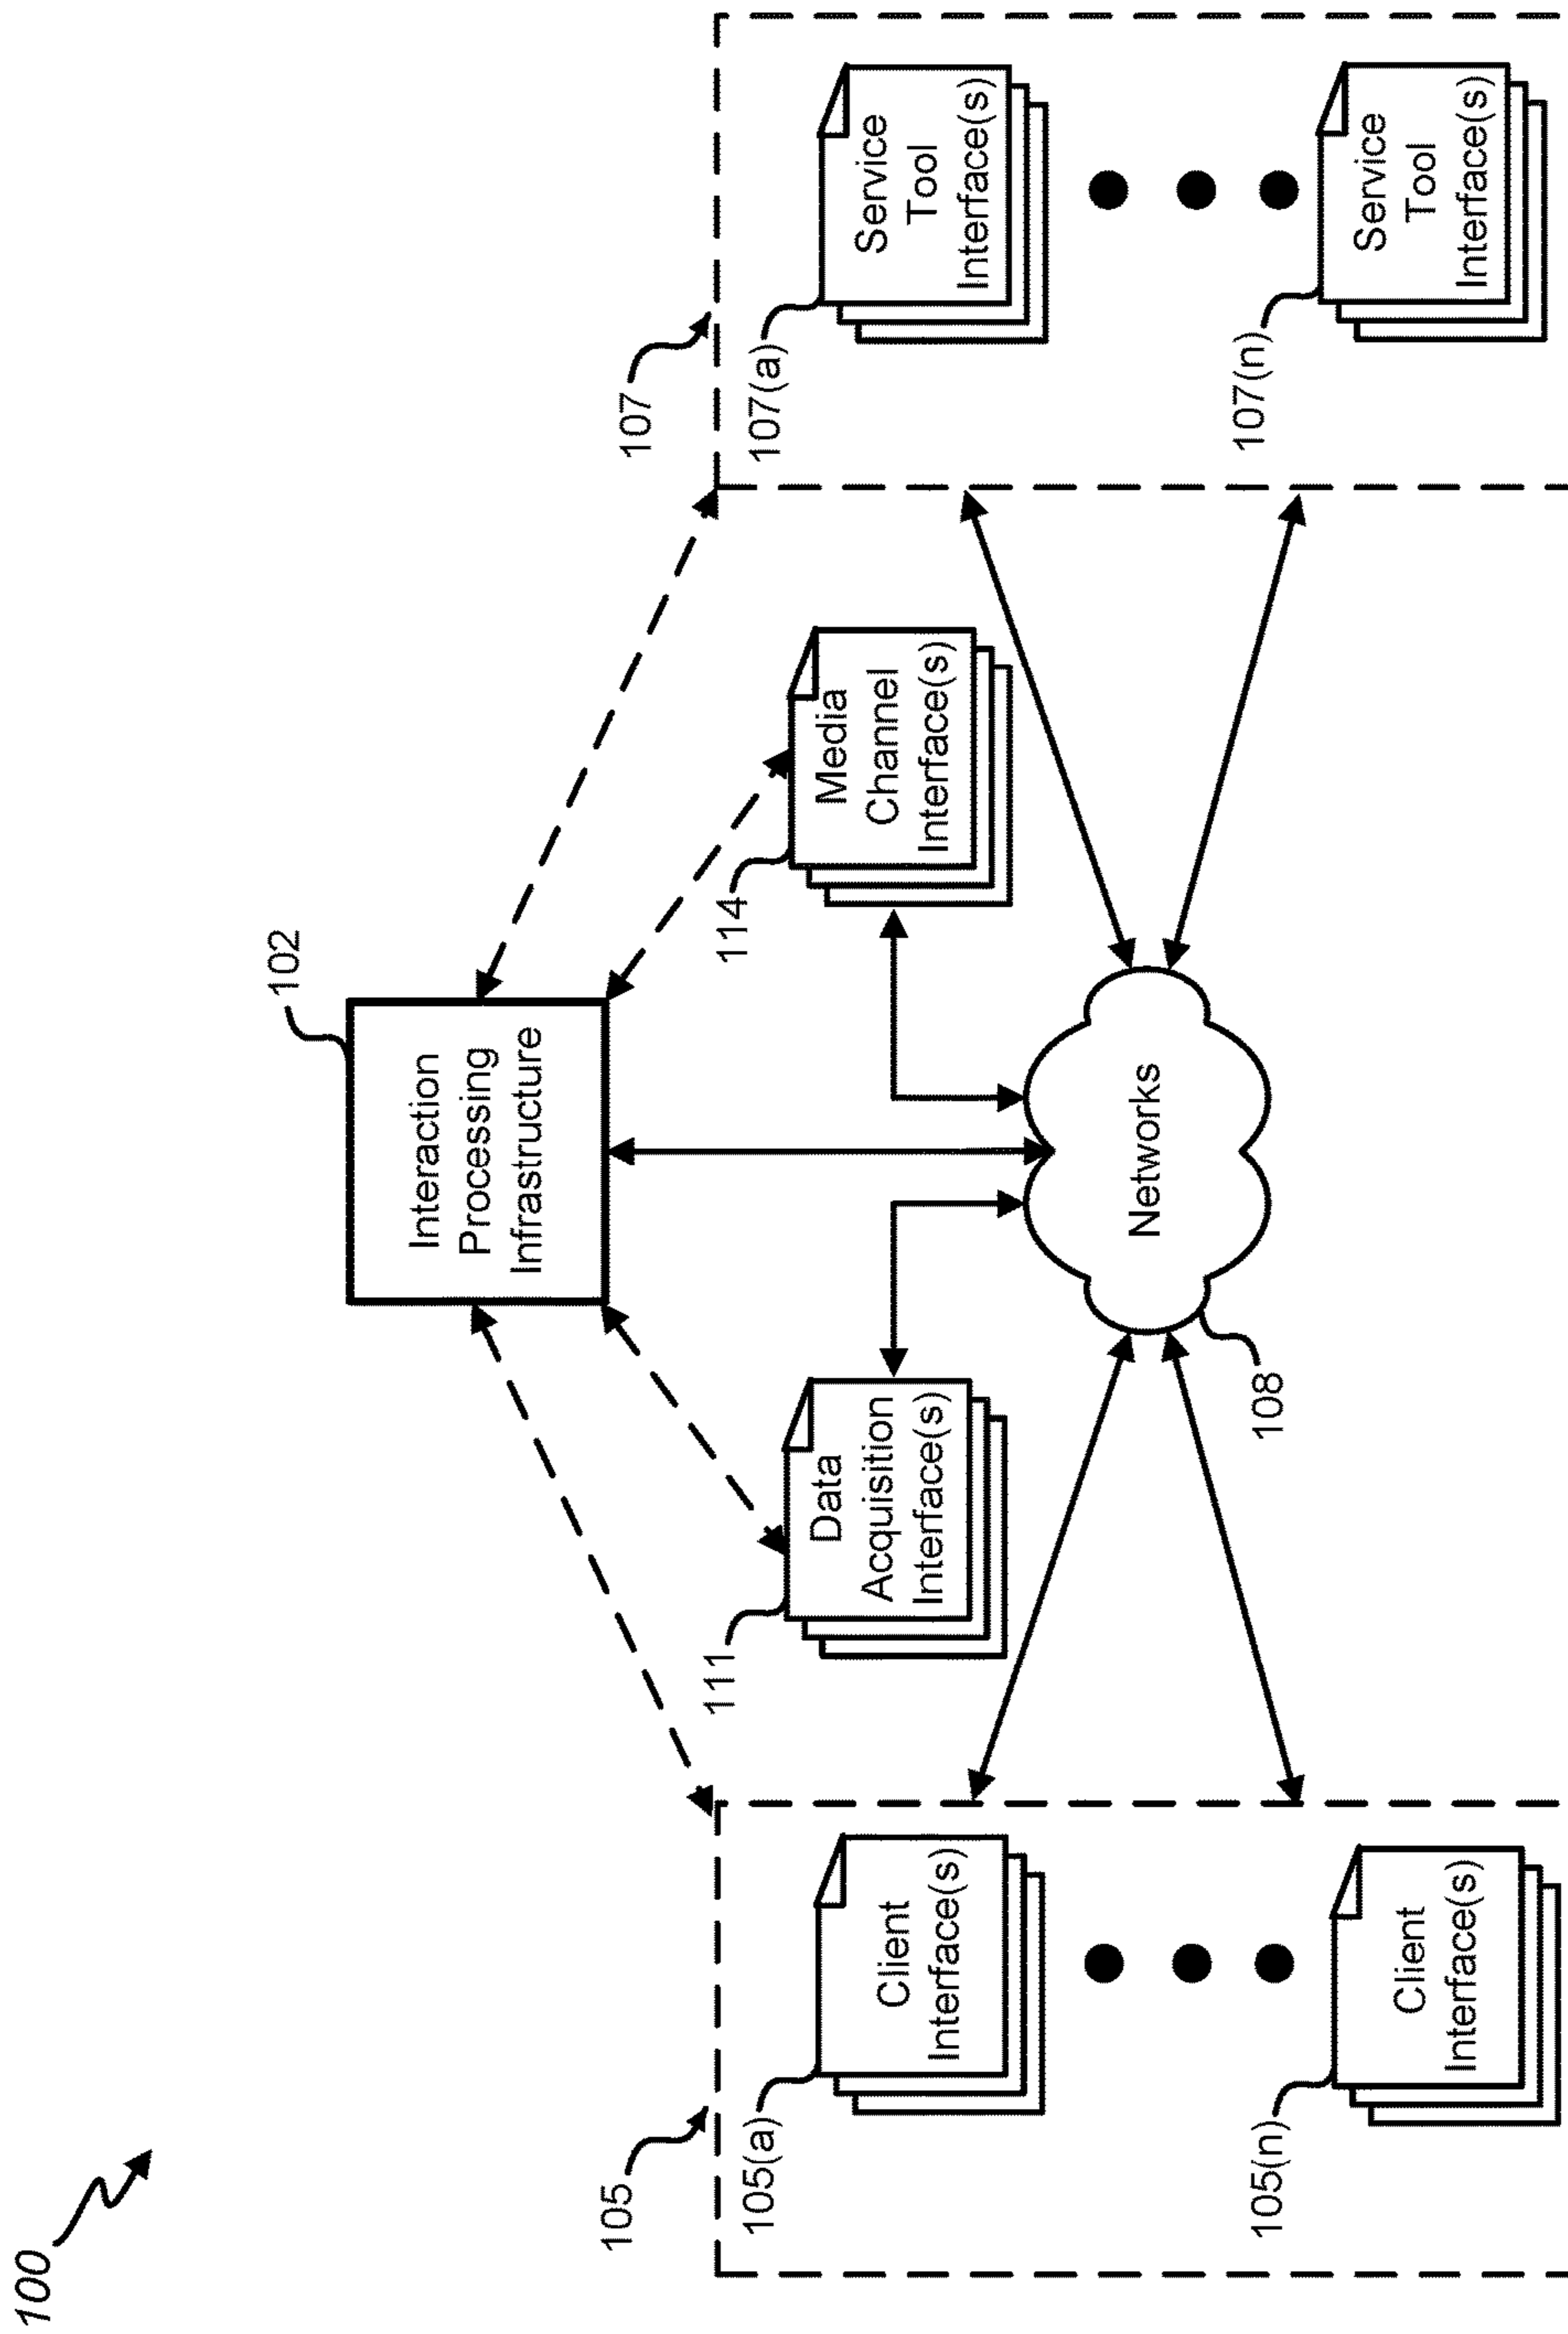 100
102
Interaction
Processing
Infrastructure
105
107
111
Data
Acquisition
Interface(s)
114
Media
Channel
Interface(s)
105(a)
Client
Interface(s)
107(a)
Service
Tool
Interface(s)
Networks
108
105(n)
Client
Interface(s)
107(n)
Service
Tool
Interface(s)